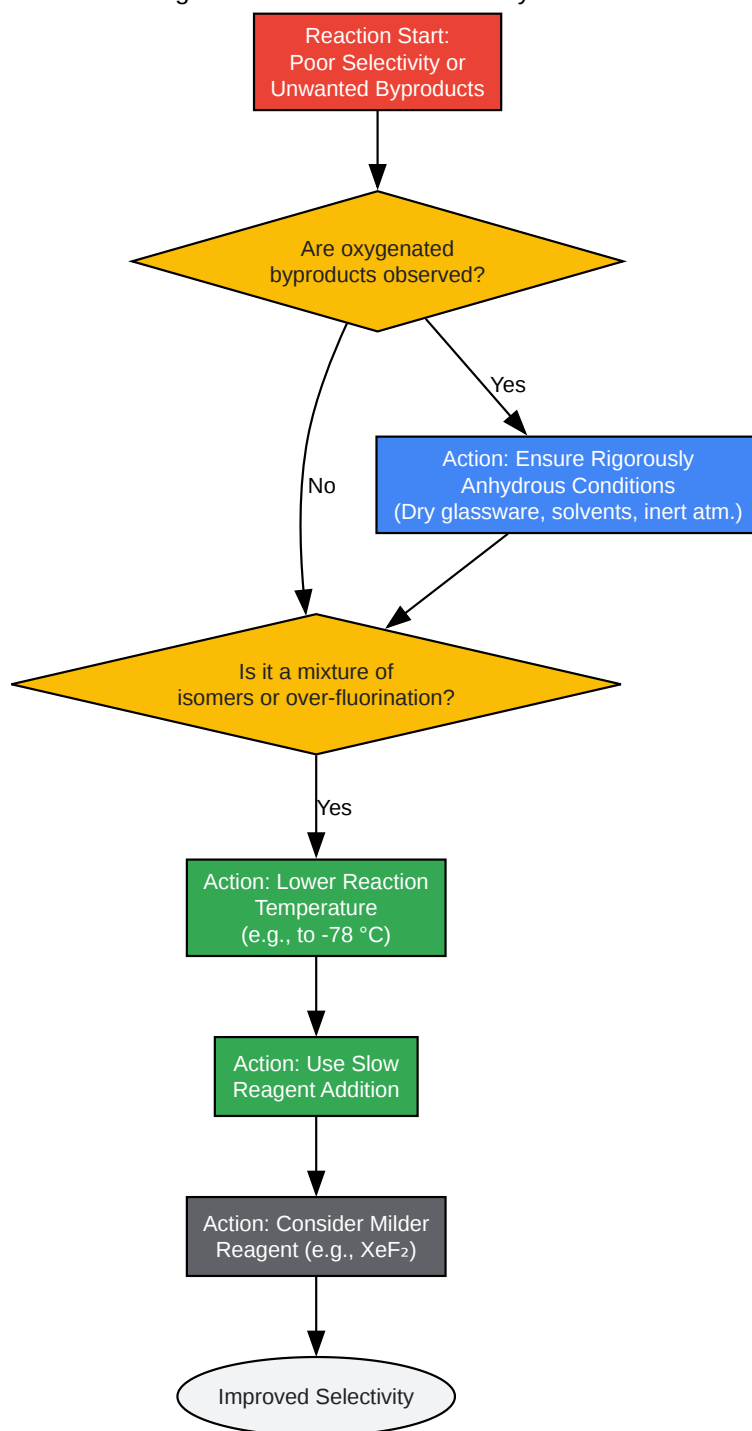 Reaction Start:
Poor Selectivity or
Unwanted Byproducts
Are oxygenated
byproducts observed?
Yes
No
Action: Ensure Rigorously
Anhydrous Conditions
(Dry glassware, solvents, inert atm.)
Is it a mixture of
isomers or over-fluorination?
Yes
Action: Lower Reaction
Temperature
(e.g., to -78 °C)
Action: Use Slow
Reagent Addition
Action: Consider Milder
Reagent (e.g., XeF₂)
Improved Selectivity